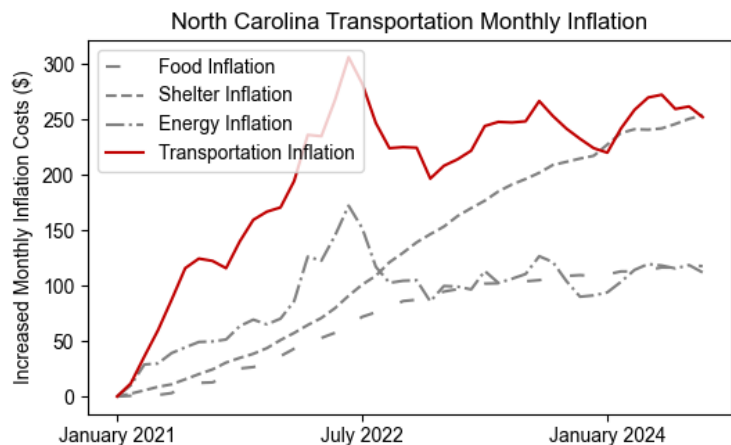 North Carolina Transportation Monthly Inflation
Increased Monthly Inflation Costs ($)
300
250
200
150
100
50
0
Food Inflation
Shelter Inflation
Energy Inflation
Transportation Inflation
January 2021
July 2022
January 2024